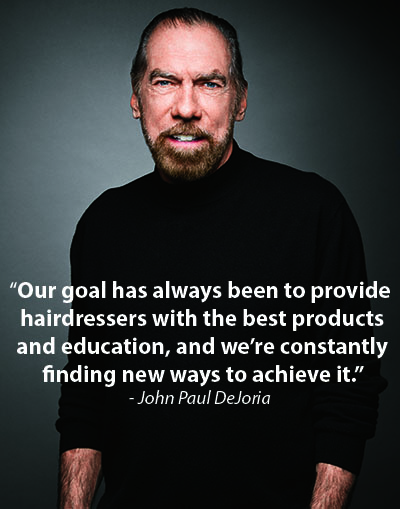 “Our goal has always been to provide
hairdressers with the best products
and education, and we’re constantly
finding new ways to achieve it.”
- John Paul DeJoria